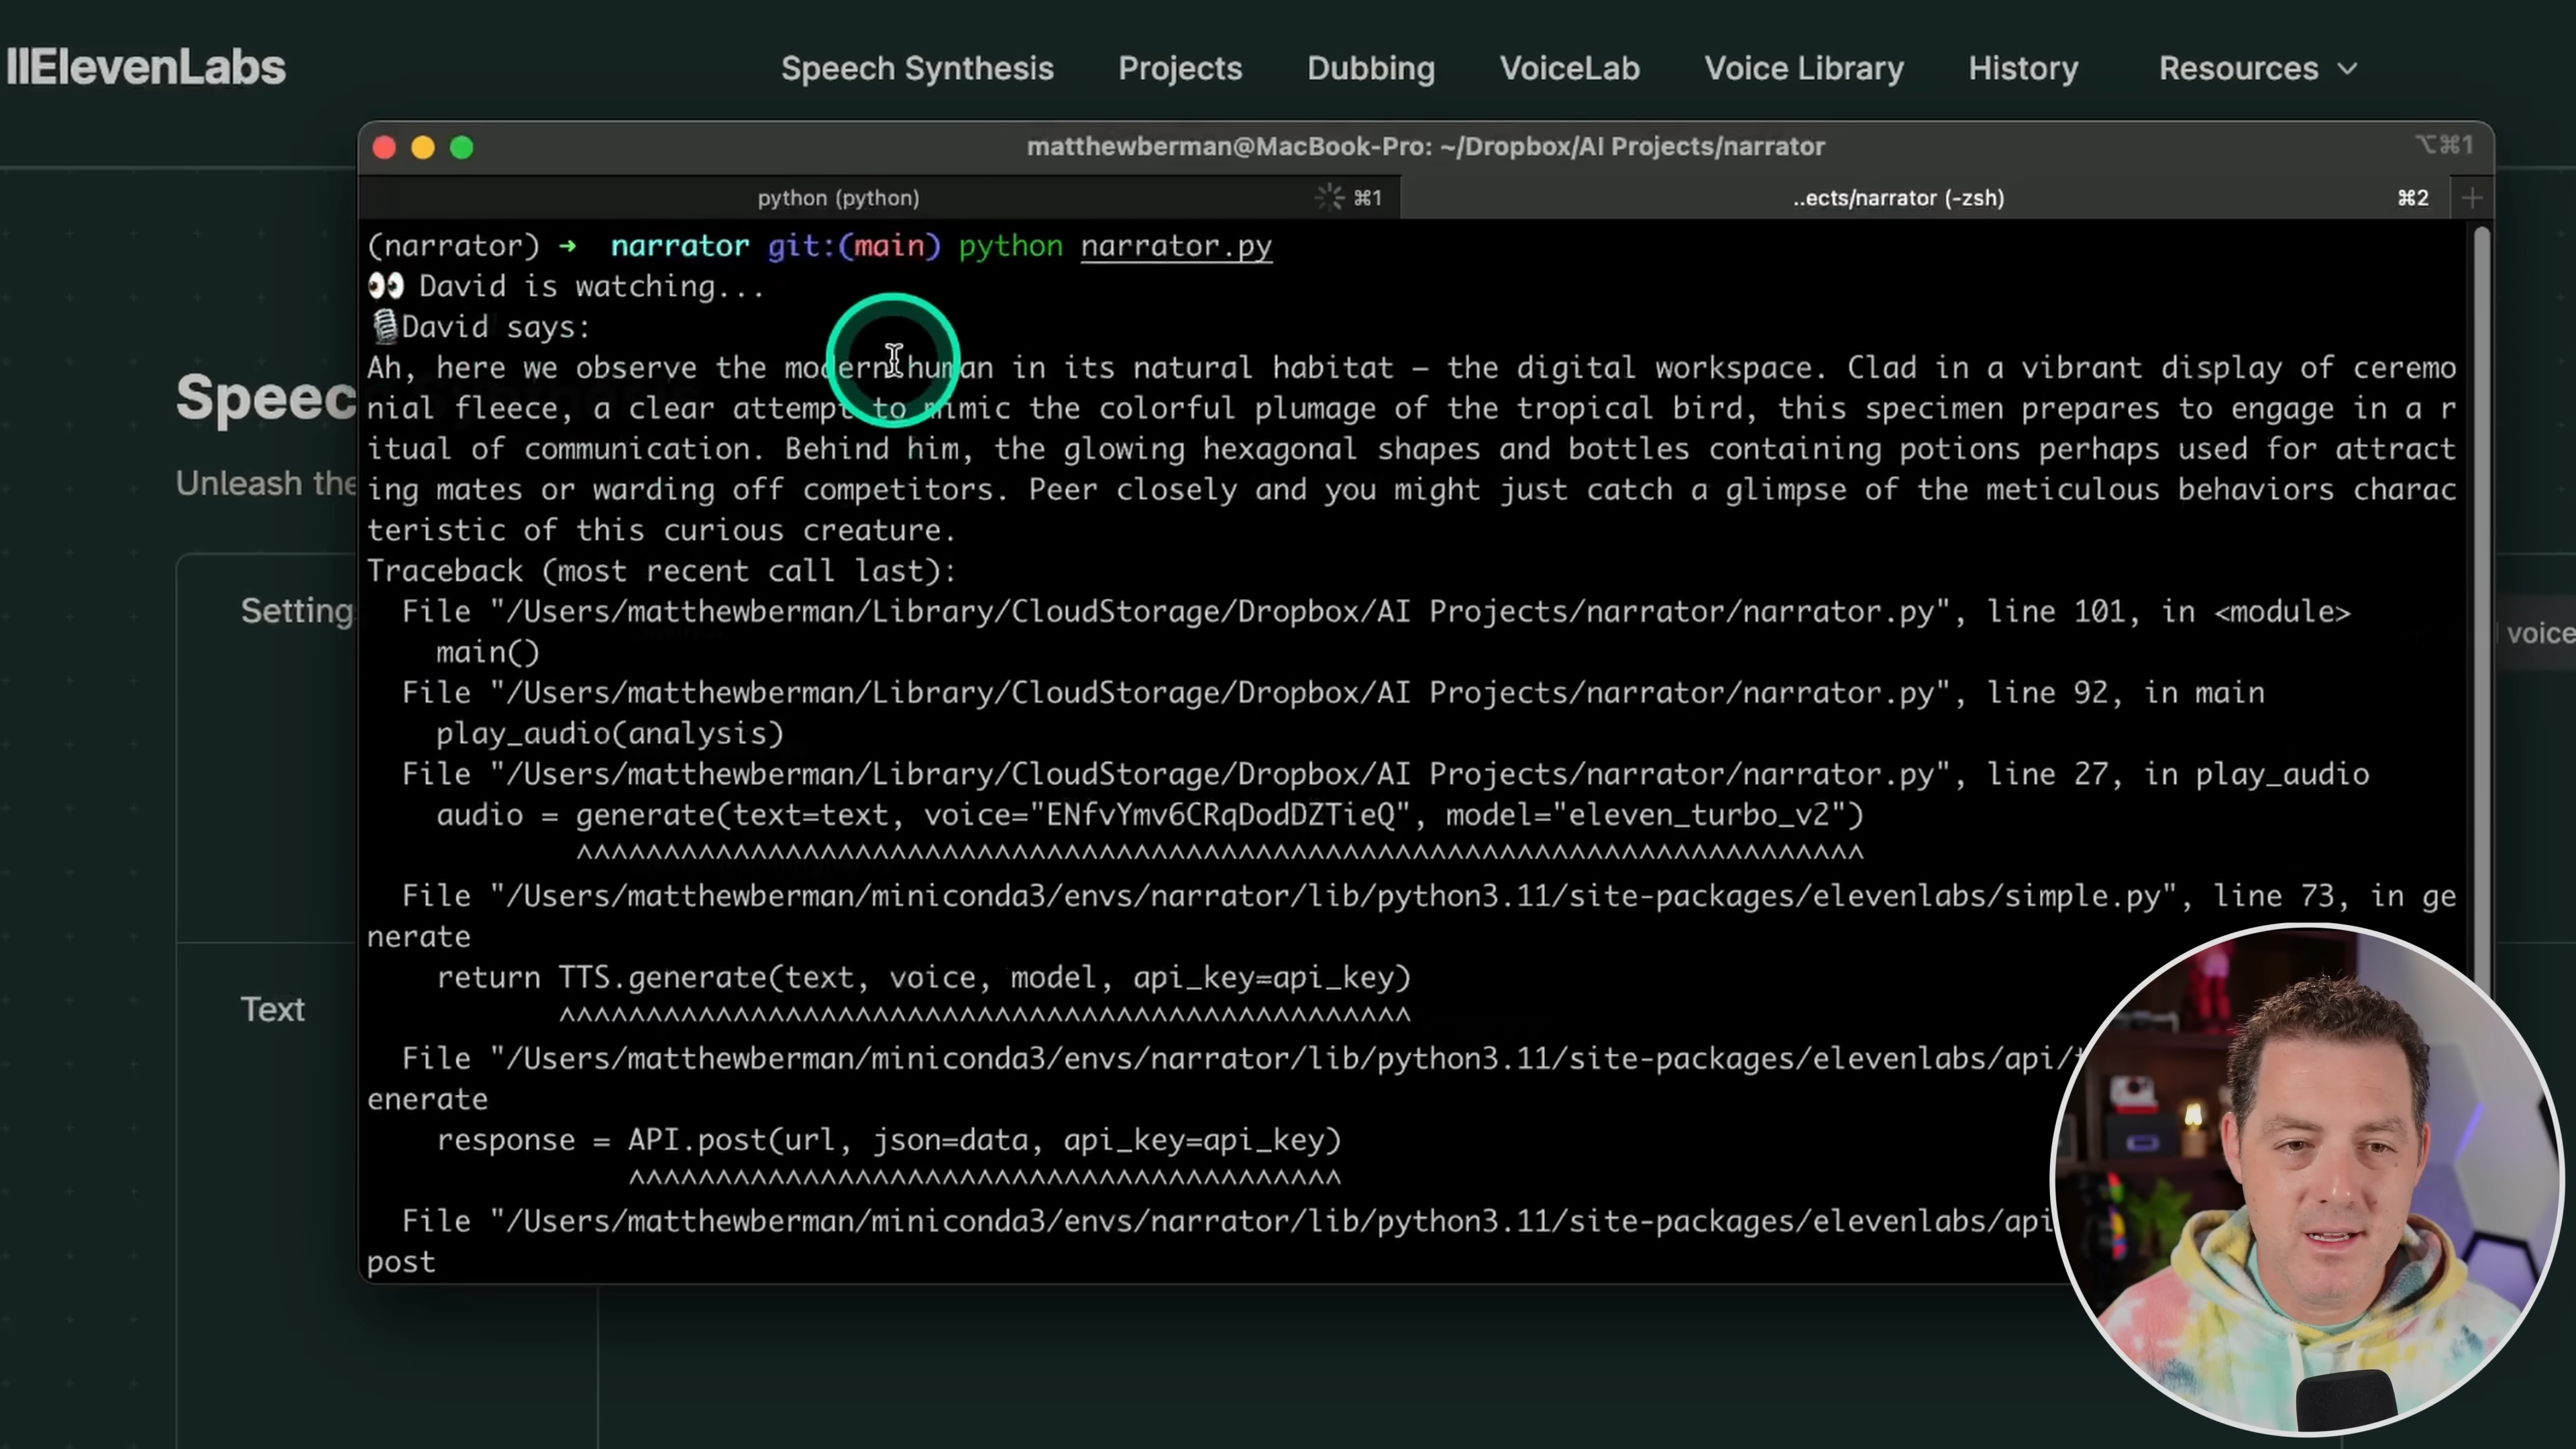 IIElevenLabs
Speech Synthesis Projects Dubbing VoiceLab Voice Library History Resources
matthewberman@MacBook-Pro: ~/Dropbox/AI Projects/narrator ⌥⌘1
python (python) ⌘1 ..ects/narrator (-zsh) ⌘2 +
(narrator) ➜ narrator git:(main) python narrator.py
👀 David is watching...
🎙️David says:
Ah, here we observe the modern human in its natural habitat – the digital workspace. Clad in a vibrant display of ceremo
nial fleece, a clear attempt to mimic the colorful plumage of the tropical bird, this specimen prepares to engage in a r
itual of communication. Behind him, the glowing hexagonal shapes and bottles containing potions perhaps used for attract
ing mates or warding off competitors. Peer closely and you might just catch a glimpse of the meticulous behaviors charac
teristic of this curious creature.
Traceback (most recent call last):
File "/Users/matthewberman/Library/CloudStorage/Dropbox/AI Projects/narrator/narrator.py", line 101, in <module>
main()
File "/Users/matthewberman/Library/CloudStorage/Dropbox/AI Projects/narrator/narrator.py", line 92, in main
play_audio(analysis)
File "/Users/matthewberman/Library/CloudStorage/Dropbox/AI Projects/narrator/narrator.py", line 27, in play_audio
audio = generate(text=text, voice="ENfvYmv6CRqDodDZTieQ", model="eleven_turbo_v2")
^^^^^^^^^^^^^^^^^^^^^^^^^^^^^^^^^^^^^^^^^^^^^^^^^^^^^^^^^^^^^^^^^^^^^^^^^^
File "/Users/matthewberman/miniconda3/envs/narrator/lib/python3.11/site-packages/elevenlabs/simple.py", line 73, in ge
nerate
return TTS.generate(text, voice, model, api_key=api_key)
^^^^^^^^^^^^^^^^^^^^^^^^^^^^^^^^^^^^^^^^^^^^^^^^^
File "/Users/matthewberman/miniconda3/envs/narrator/lib/python3.11/site-packages/elevenlabs/api/
enerate
response = API.post(url, json=data, api_key=api_key)
^^^^^^^^^^^^^^^^^^^^^^^^^^^^^^^^^^^^^^^^^
File "/Users/matthewberman/miniconda3/envs/narrator/lib/python3.11/site-packages/elevenlabs/api
post
Speec
Unleash the
Setting
voice
Text